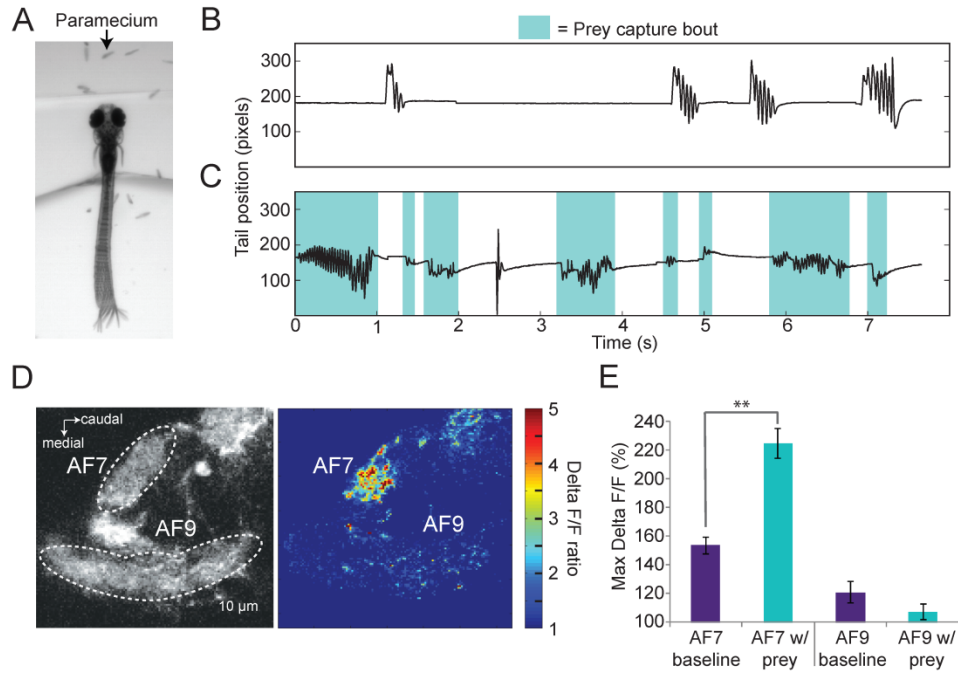 A
Paramecium
B
= Prey capture bout
300
200
100
C
Tail position (pixels)
300
200
100
0 1 2 3 4 5 6 7
Time (s)
D
caudal
medial
AF7
AF9
10 µm
AF7
AF9
5
4
3
2
1
Delta F/F ratio
E
**
240
220
200
180
160
140
120
100
Max Delta F/F (%)
AF7 baseline
AF7 w/ prey
AF9 baseline
AF9 w/ prey